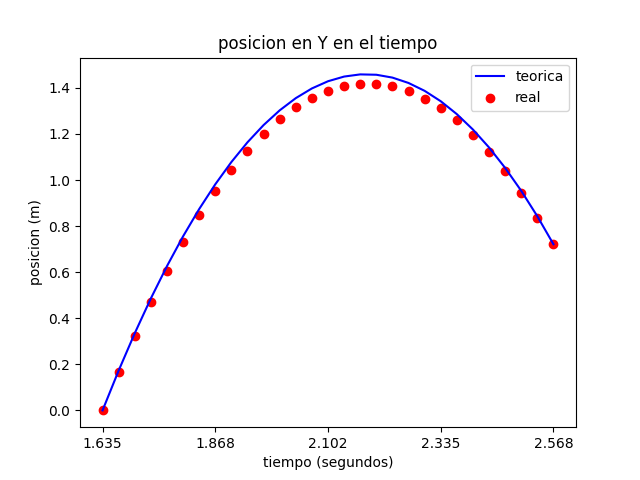 posicion en Y en el tiempo
teorica
real
1.4
1.2
1.0
0.8
0.6
0.4
0.2
0.0
posicion (m)
1.635 1.868 2.102 2.335 2.568
tiempo (segundos)